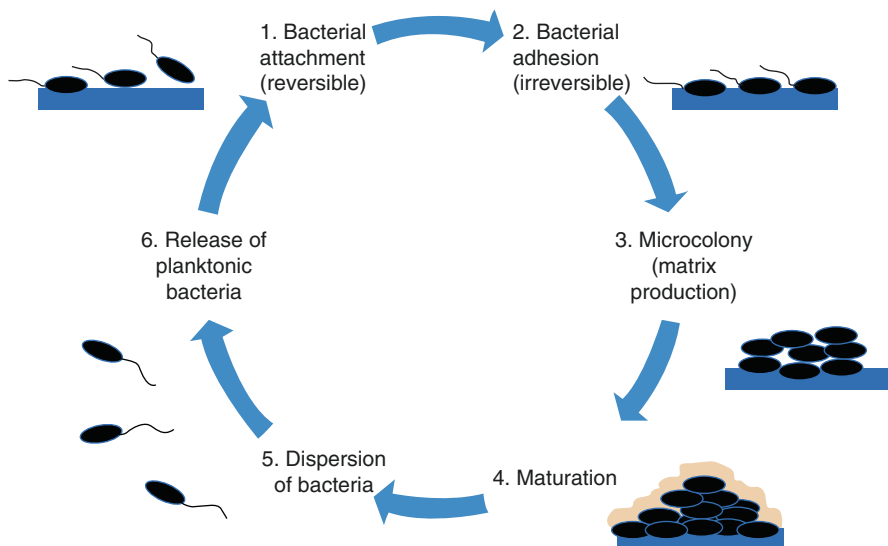 1. Bacterial
attachment
(reversible)
2. Bacterial
adhesion
(irreversible)
3. Microcolony
(matrix
production)
4. Maturation
5. Dispersion
of bacteria
6. Release of
planktonic
bacteria